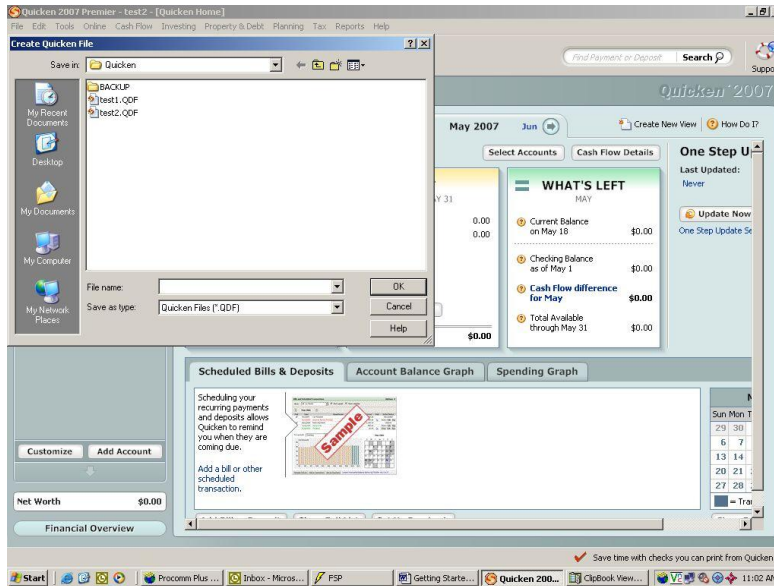 Quicken 2007 Premier - test2 - [Quicken Home]
File Edit Tools Online Cash Flow Investing Property & Debt Planning Tax Reports Help
Create Quicken File
Save in: Quicken
BACKUP
test1.QDF
test2.QDF
My Recent Documents
Desktop
My Documents
My Computer
My Network Places
File name:
Save as type: Quicken Files (*.QDF)
OK
Cancel
Help
Find Payment or Deposit Search
Suppo
Quicken 2007
May 2007 Jun Create New View How Do I?
Select Accounts Cash Flow Details
Y 31
0.00
0.00
$0.00
WHAT'S LEFT
MAY
Current Balance
on May 18 $0.00
Checking Balance
as of May 1 $0.00
Cash Flow difference
for May $0.00
Total Available
through May 31 $0.00
One Step U
Last Updated:
Never
Update Now
One Step Update Se
Scheduled Bills & Deposits Account Balance Graph Spending Graph
Scheduling your
recurring payments
and deposits allows
Quicken to remind
you when they are
coming due.
Add a bill or other
scheduled
transaction.
Sample
Sun Mon T
29 30
6 7
13 14
20 21
27 28
= Tra
Customize Add Account
Net Worth $0.00
Financial Overview
Save time with checks you can print from Quicken
Start Procomm Plus ... Inbox - Micros... FSP Getting Starte... Quicken 200... ClipBook View... 11:02